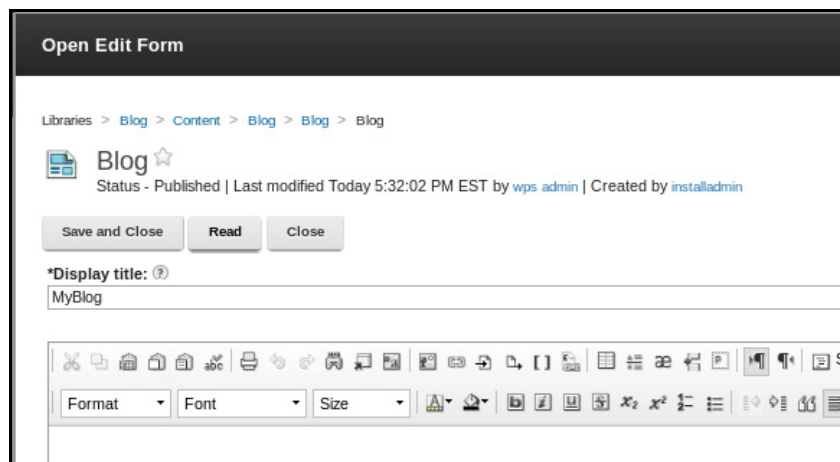 Open Edit Form
Libraries > Blog > Content > Blog > Blog > Blog
Blog
Status - Published | Last modified Today 5:32:02 PM EST by wps admin | Created by installadmin
Save and Close Read Close
*Display title: ?
MyBlog
Format Font Size